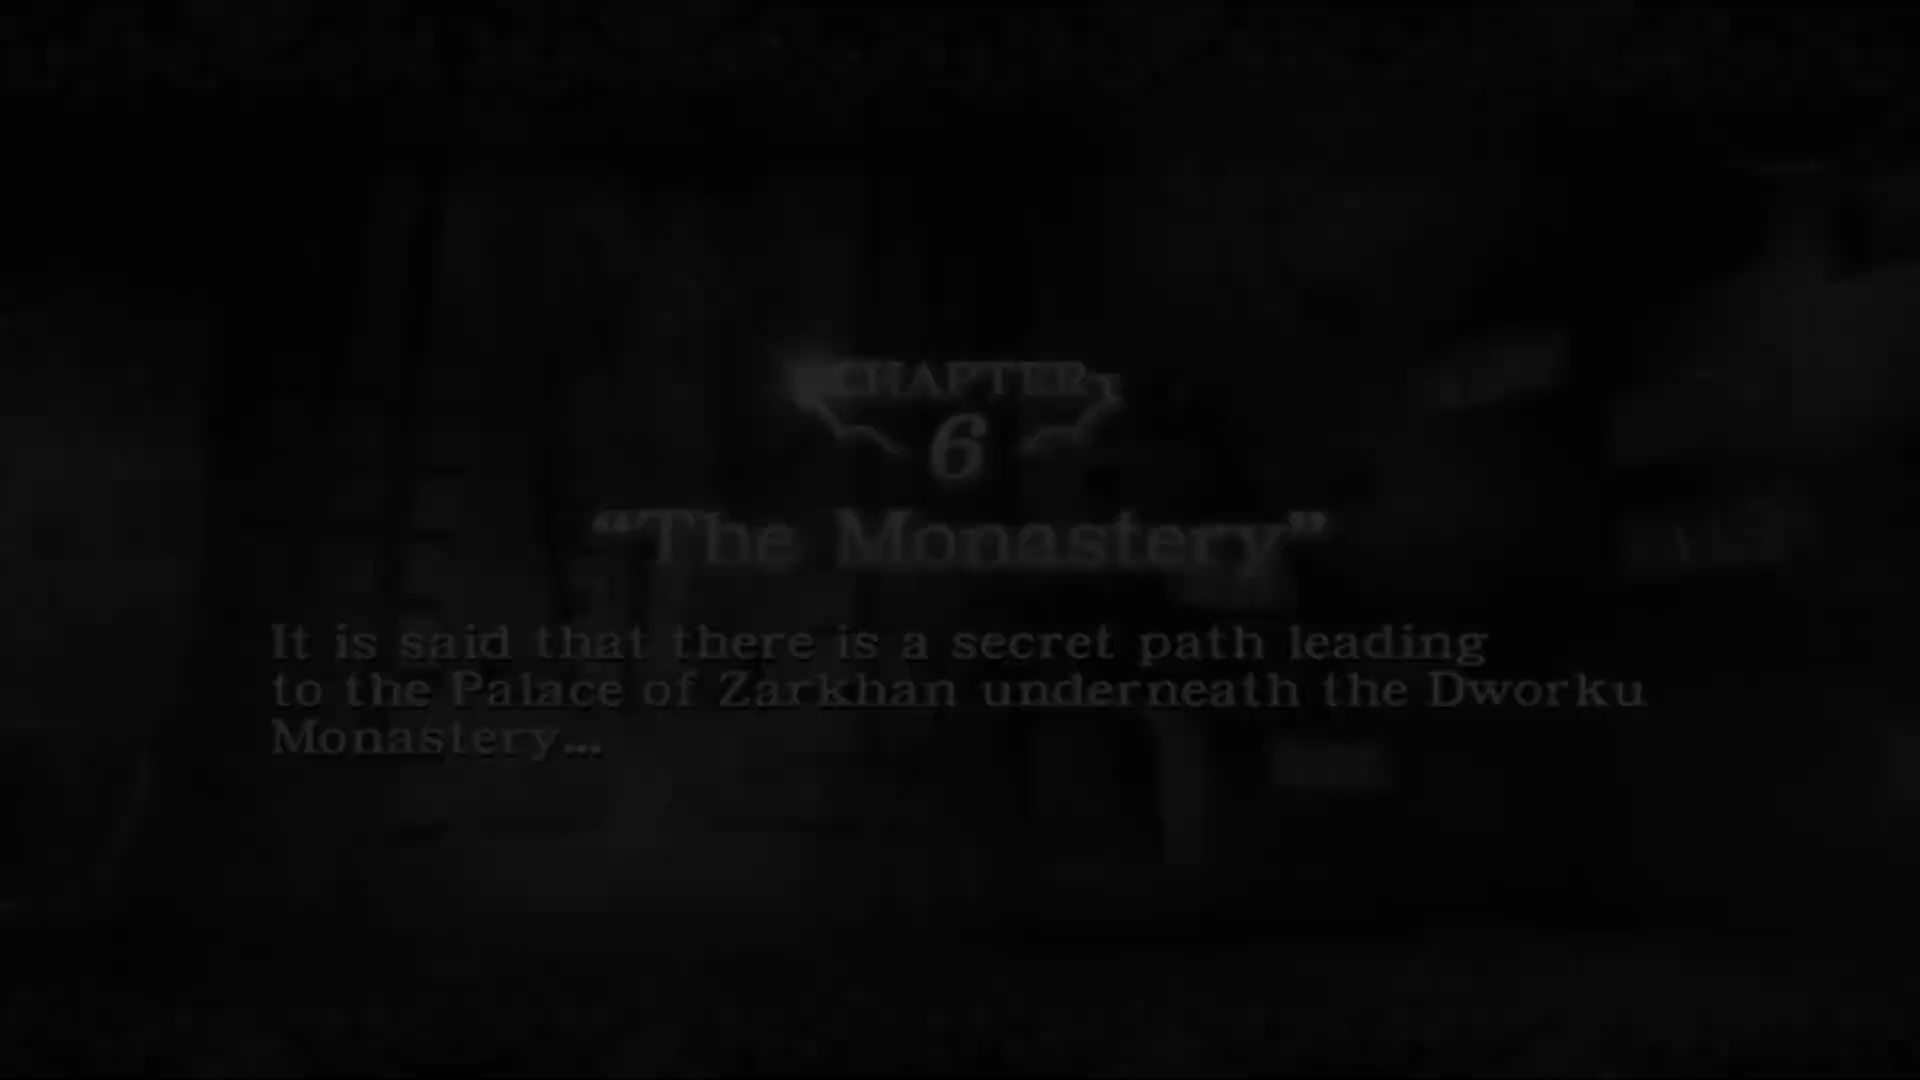 CHAPTER
6
“The Monastery”
It is said that there is a secret path leading
to the Palace of Zarkhan underneath the Dworku
Monastery...